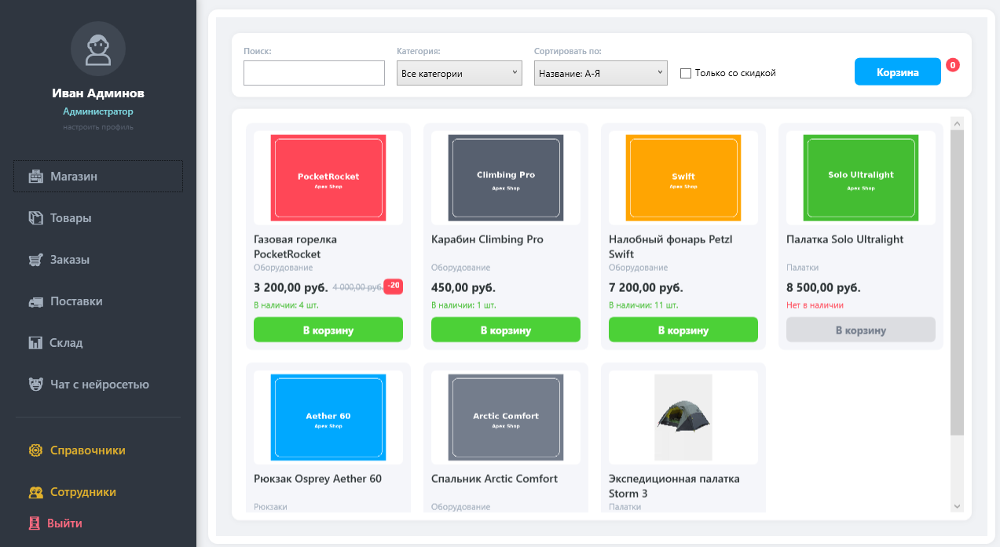 Иван Админов
Администратор
настроить профиль
Магазин
Товары
Заказы
Поставки
Склад
Чат с нейросетью
Справочники
Сотрудники
Выйти
Поиск:
Категория:
Сортировать по:
Все категории
Название: А-Я
Только со скидкой
Корзина
0
PocketRocket
Apex Shop
Газовая горелка
PocketRocket
Оборудование
3 200,00 руб. 4 000,00 руб. -20
В наличии: 4 шт.
В корзину
Climbing Pro
Apex Shop
Карабин Climbing Pro
Оборудование
450,00 руб.
В наличии: 1 шт.
В корзину
Swift
Apex Shop
Налобный фонарь Petzl
Swift
Оборудование
7 200,00 руб.
В наличии: 11 шт.
В корзину
Solo Ultralight
Apex Shop
Палатка Solo Ultralight
Палатки
8 500,00 руб.
Нет в наличии
В корзину
Aether 60
Apex Shop
Рюкзак Osprey Aether 60
Рюкзаки
Arctic Comfort
Apex Shop
Спальник Arctic Comfort
Оборудование
Экспедиционная палатка
Storm 3
Палатки